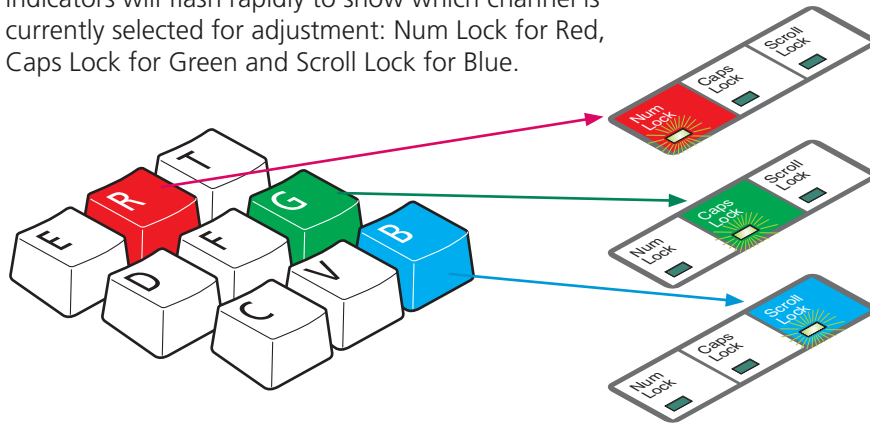 indicators will flash rapidly to show which channel is
currently selected for adjustment: Num Lock for Red,
Caps Lock for Green and Scroll Lock for Blue.
Num
Lock
Caps
Lock
Scroll
Lock
E
R
T
D
F
G
C
V
B
Num
Lock
Caps
Lock
Scroll
Lock
Num
Lock
Caps
Lock
Scroll
Lock